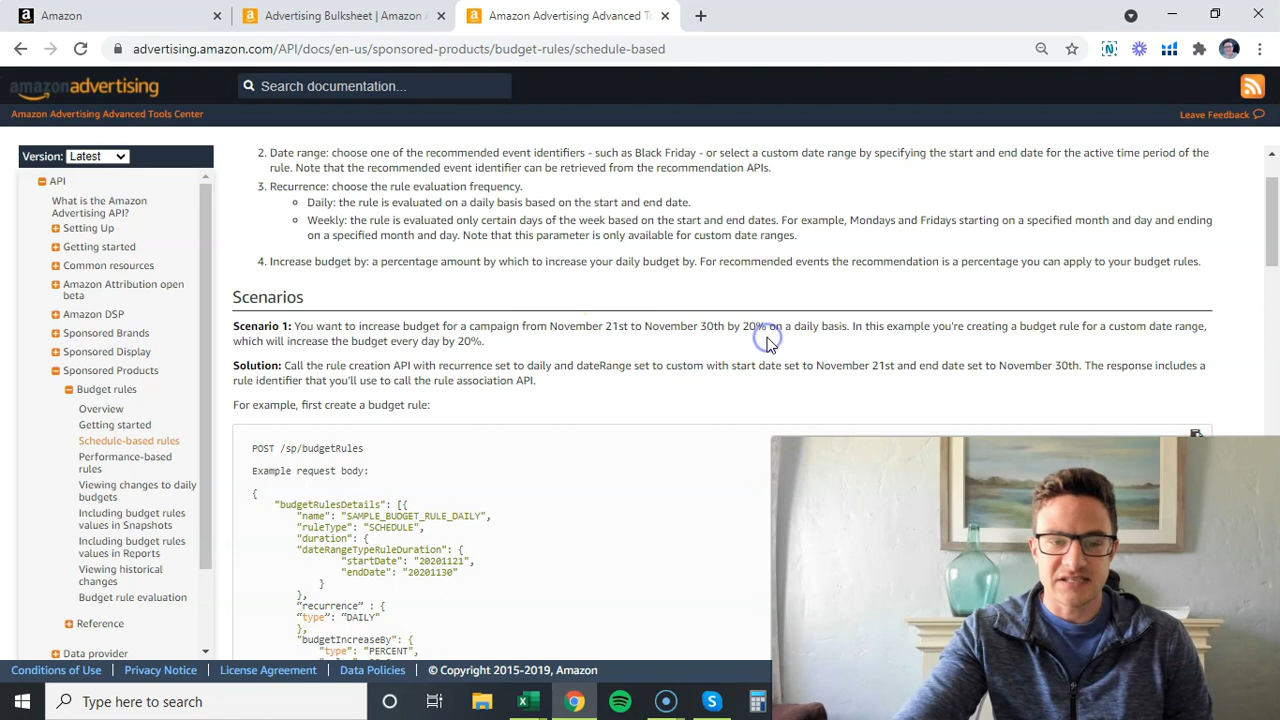 Amazon
Advertising Bulksheet | Amazon A
Amazon Advertising Advanced To
advertising.amazon.com/API/docs/en-us/sponsored-products/budget-rules/schedule-based
amazonadvertising
Search documentation...
Amazon Advertising Advanced Tools Center
Leave Feedback
Version: Latest
API
What is the Amazon
Advertising API?
Setting Up
Getting started
Common resources
Amazon Attribution open
beta
Amazon DSP
Sponsored Brands
Sponsored Display
Sponsored Products
Budget rules
Overview
Getting started
Schedule-based rules
Performance-based
rules
Viewing changes to daily
budgets
Including budget rules
values in Snapshots
Including budget rules
values in Reports
Viewing historical
changes
Budget rule evaluation
Reference
Data provider
2. Date range: choose one of the recommended event identifiers - such as Black Friday - or select a custom date range by specifying the start and end date for the active time period of the
rule. Note that the recommended event identifier can be retrieved from the recommendation APIs.
3. Recurrence: choose the rule evaluation frequency.
Daily: the rule is evaluated on a daily basis based on the start and end date.
Weekly: the rule is evaluated only certain days of the week based on the start and end dates. For example, Mondays and Fridays starting on a specified month and day and ending
on a specified month and day. Note that this parameter is only available for custom date ranges.
4. Increase budget by: a percentage amount by which to increase your daily budget by. For recommended events the recommendation is a percentage you can apply to your budget rules.
Scenarios
Scenario 1: You want to increase budget for a campaign from November 21st to November 30th by 20% on a daily basis. In this example you're creating a budget rule for a custom date range,
which will increase the budget every day by 20%.
Solution: Call the rule creation API with recurrence set to daily and dateRange set to custom with start date set to November 21st and end date set to November 30th. The response includes a
rule identifier that you'll use to call the rule association API.
For example, first create a budget rule:
POST /sp/budgetRules
Example request body:
{
"budgetRulesDetails": [{
"name": "SAMPLE_BUDGET_RULE_DAILY",
"ruleType": "SCHEDULE",
"duration": {
"dateRangeTypeRuleDuration": {
"startDate": "20201121",
"endDate": "20201130"
}
},
“recurrence” : {
“type”: “DAILY”
},
"budgetIncreaseBy": {
"type": "PERCENT",
Conditions of Use
Privacy Notice
License Agreement
Data Policies
© Copyright 2015-2019, Amazon
Type here to search